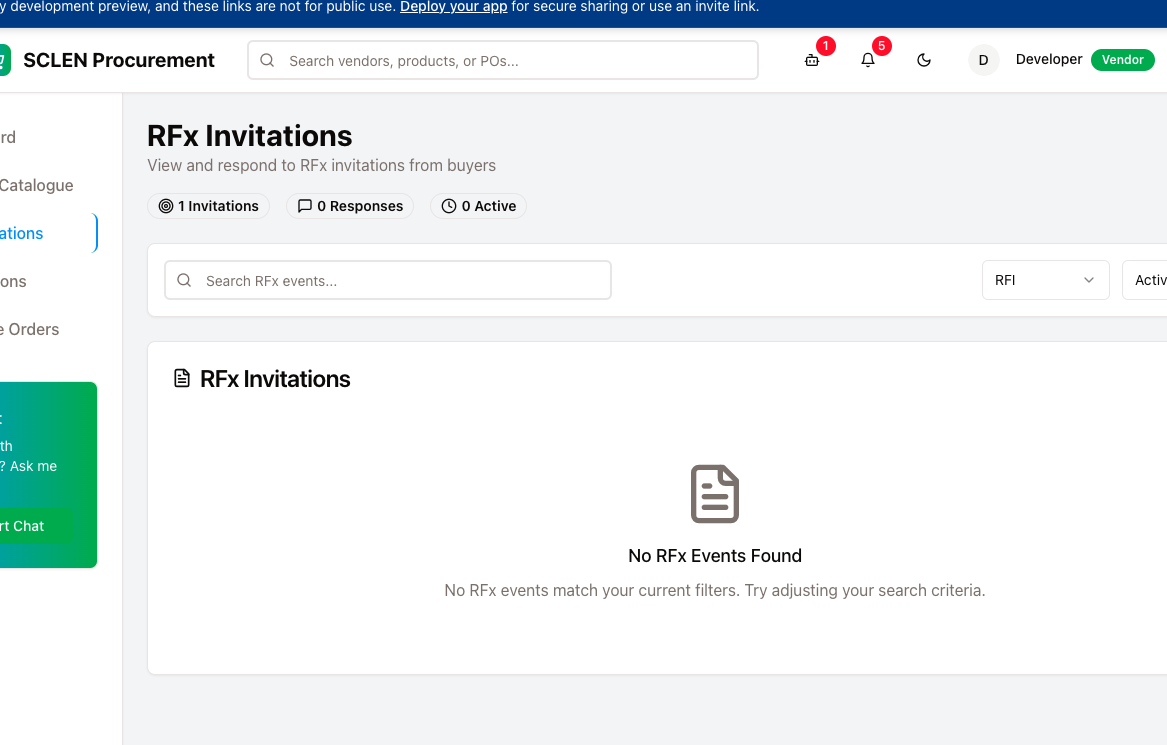 y development preview, and these links are not for public use. Deploy your app for secure sharing or use an invite link.
SCLEN Procurement
Search vendors, products, or POs...
1
5
D
Developer
Vendor
rd
Catalogue
ations
ons
e Orders
th
? Ask me
rt Chat
RFx Invitations
View and respond to RFx invitations from buyers
1 Invitations
0 Responses
0 Active
Search RFx events...
RFI
Activ
RFx Invitations
No RFx Events Found
No RFx events match your current filters. Try adjusting your search criteria.